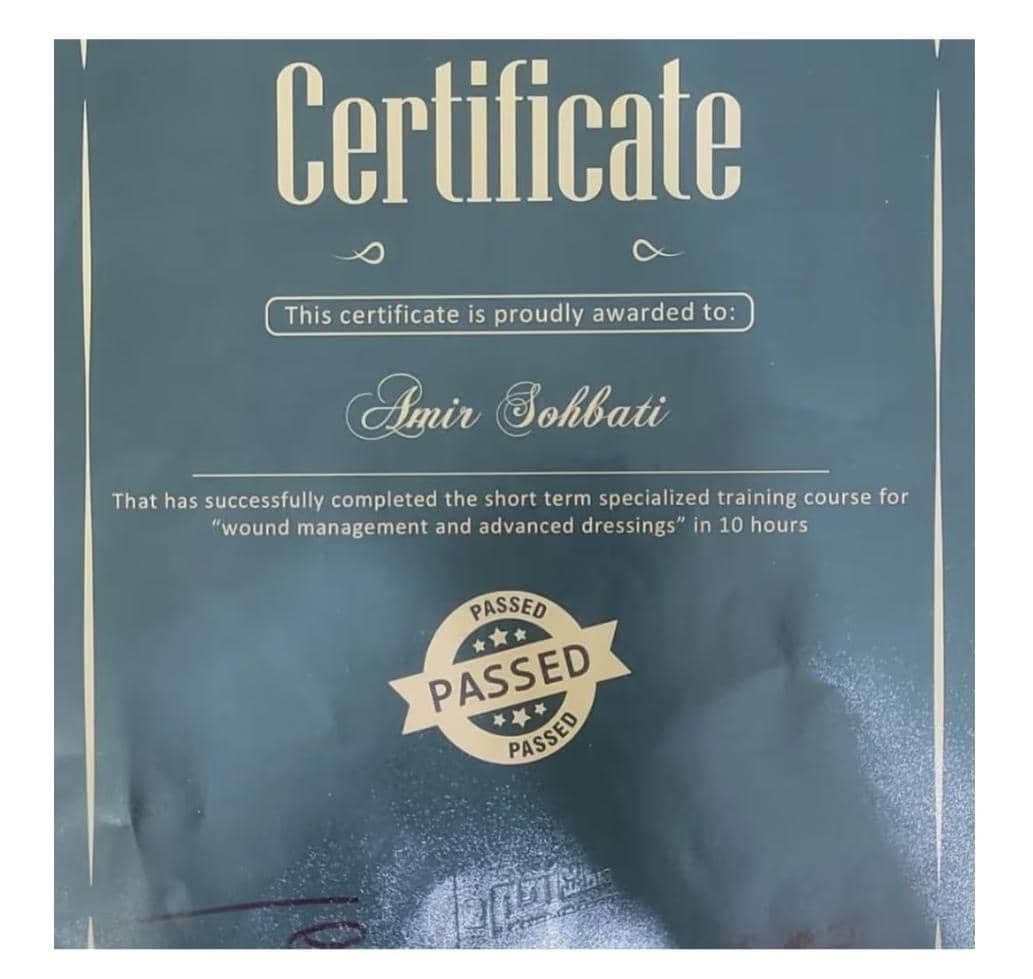 Certificate
This certificate is proudly awarded to:
Amir Sohbati
That has successfully completed the short term specialized training course for
“wound management and advanced dressings” in 10 hours
PASSED
PASSED
PASSED